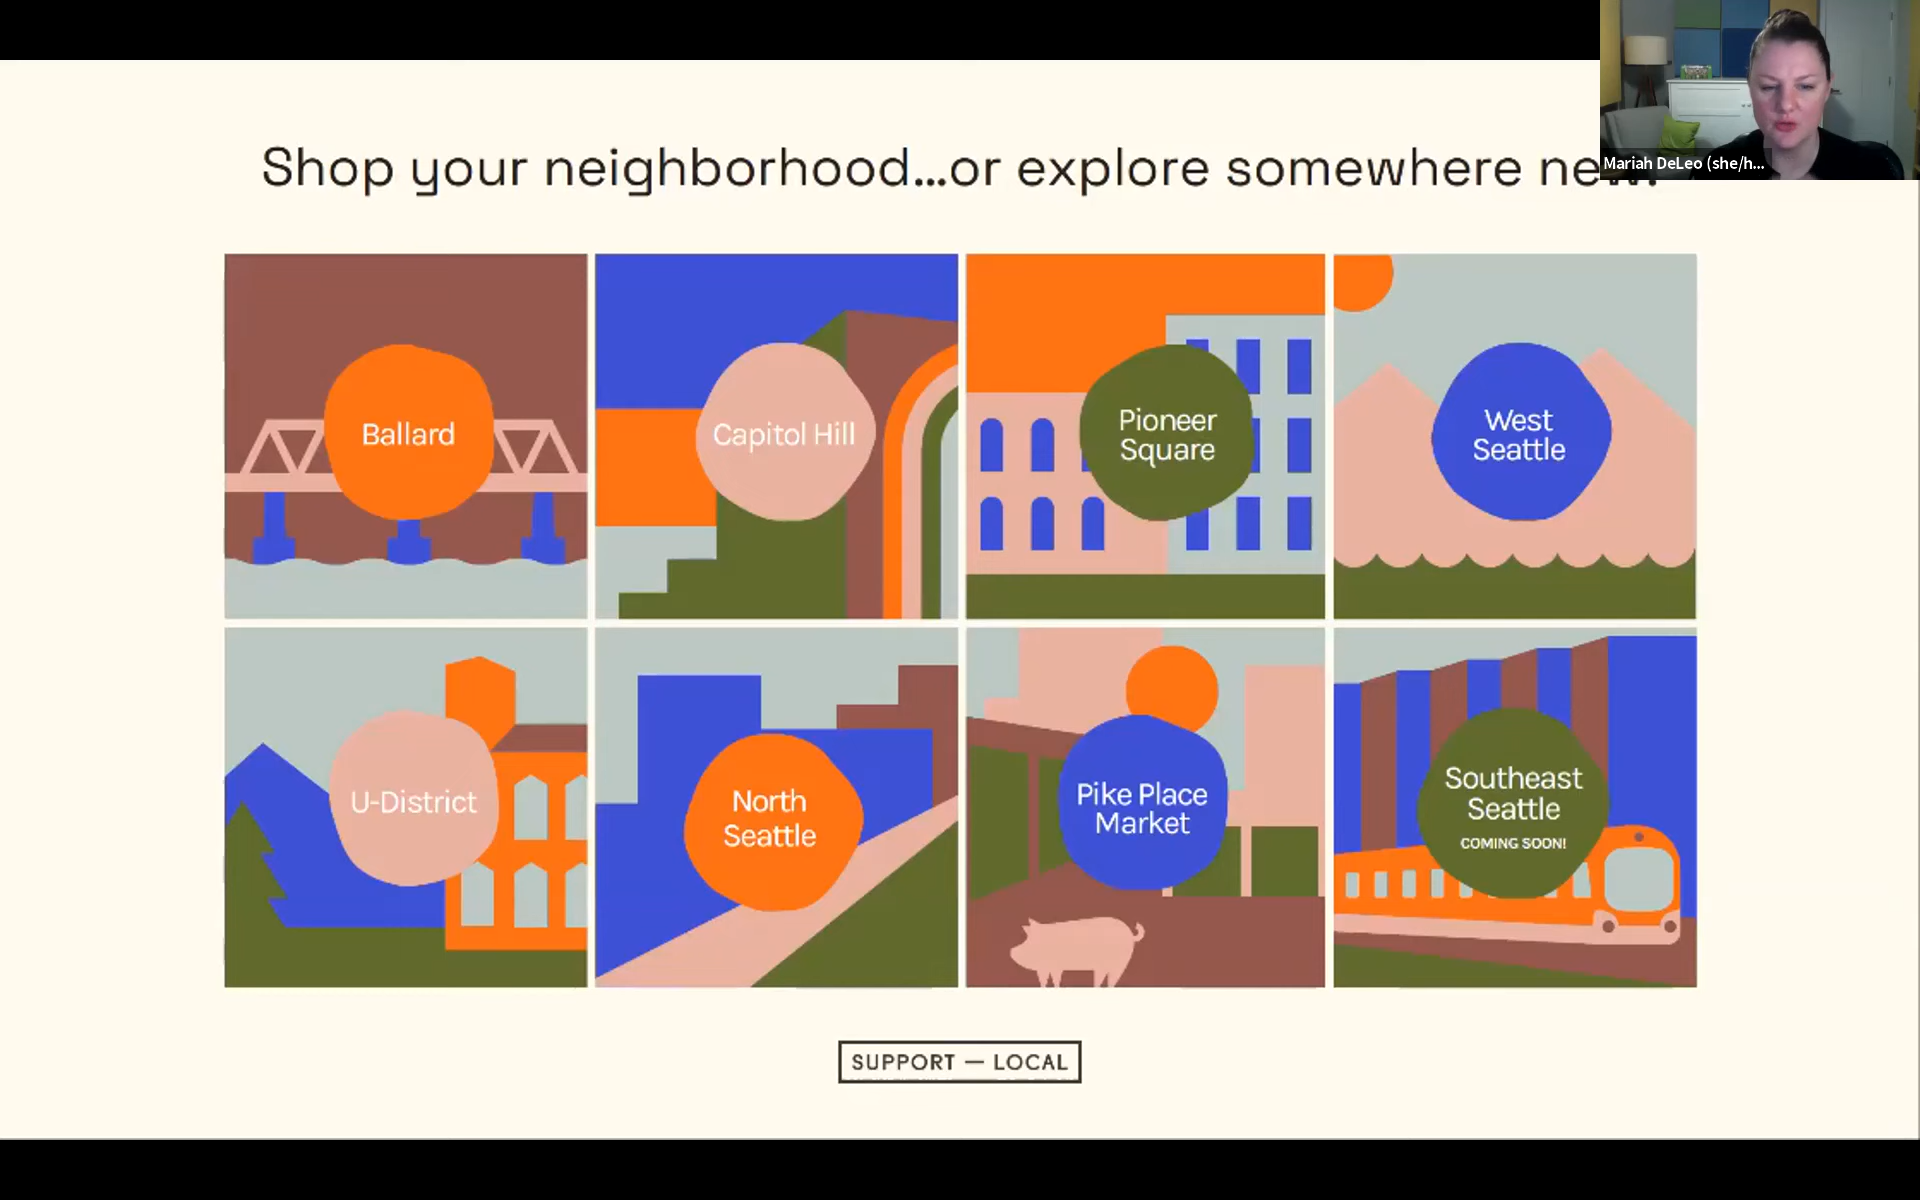 Shop your neighborhood...or explore somewhere new!
Mariah DeLeo (she/h...
Ballard
Capitol Hill
Pioneer
Square
West
Seattle
U-District
North
Seattle
Pike Place
Market
Southeast
Seattle
COMING SOON!
SUPPORT — LOCAL